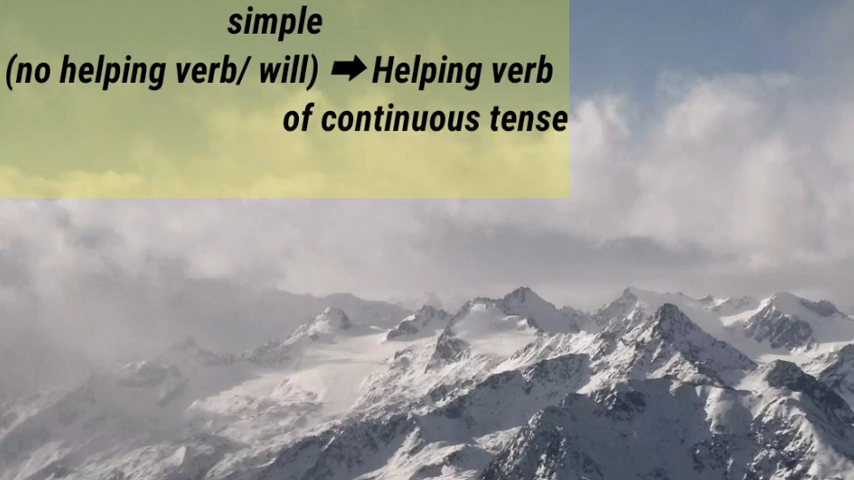 simple
(no helping verb/ will) ➡ Helping verb
of continuous tense